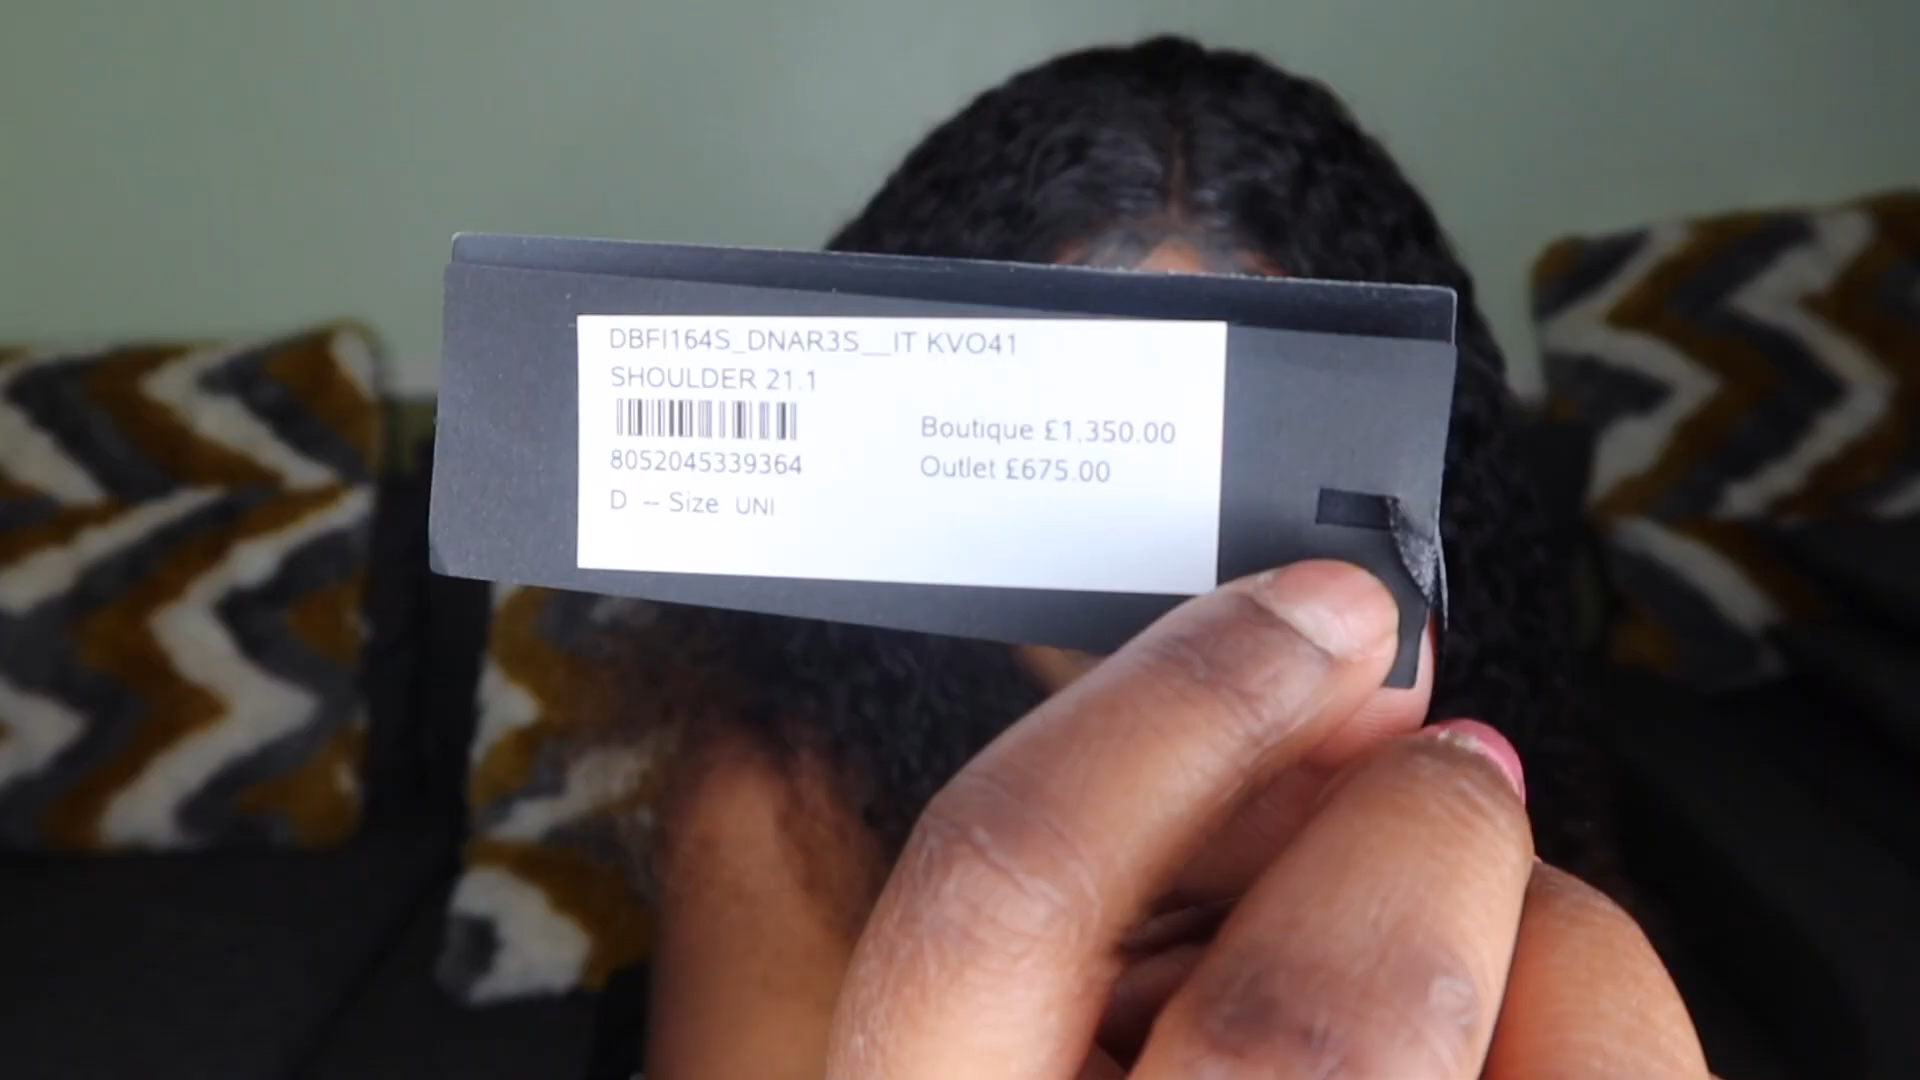 DBFI164S_DNAR3S__IT KVO41
SHOULDER 21.1
Boutique £1,350.00
8052045339364
Outlet £675.00
D -- Size UNI